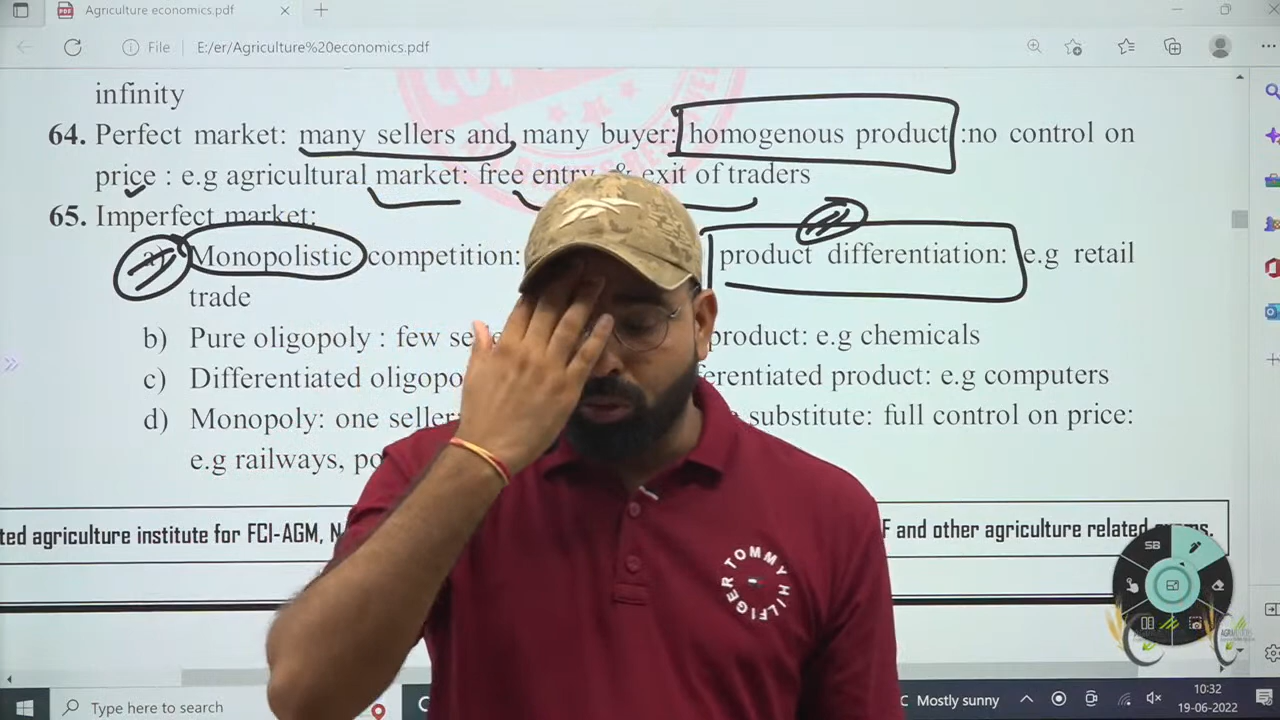 Agriculture economics.pdf
File E:/er/Agriculture%20economics.pdf
infinity
64. Perfect market: many sellers and many buyer: homogenous product :no control on
price : e.g agricultural market: free entry & exit of traders
65. Imperfect market:
a) Monopolistic competition: product differentiation: e.g retail
trade
b) Pure oligopoly : few product: e.g chemicals
c) Differentiated product: e.g computers
d) Monopoly: one seller substitute: full control on price:
e.g railways,
agriculture institute for FCI-AGM, and other agriculture related exams.
TOMMY HILFIGER
SB
Type here to search
Mostly sunny
10:32
19-06-2022